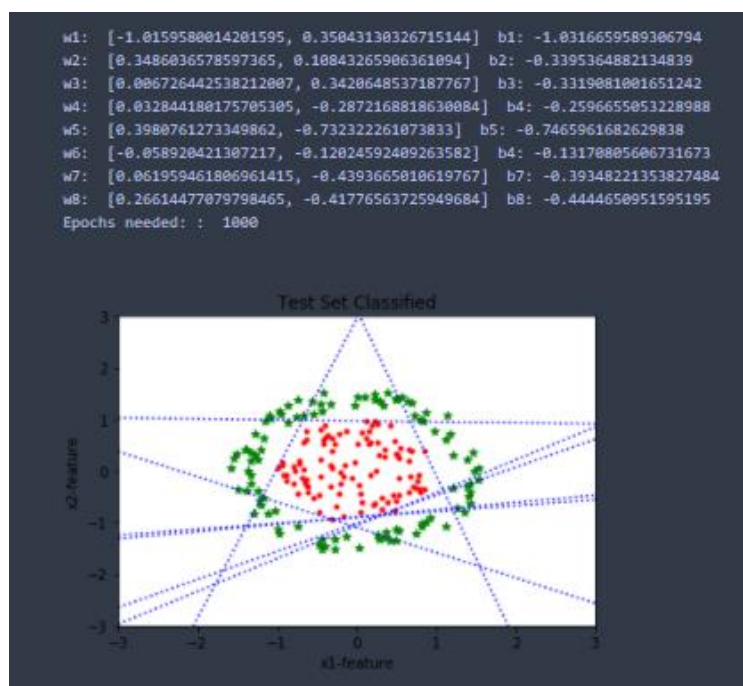 w1: [-1.0159580014201595, 0.35043130326715144] b1: -1.0316659589306794
w2: [0.3486036578597365, 0.10843265906361094] b2: -0.3395364882134839
w3: [0.006726442538212007, 0.3420648537187767] b3: -0.3319081001651242
w4: [0.032844180175705305, -0.2872168818630084] b4: -0.2596655053228988
w5: [0.3980761273349862, -0.732322261073833] b5: -0.7465961682629838
w6: [-0.058920421307217, -0.12024592409263582] b4: -0.13170805606731673
w7: [0.061959461806961415, -0.4393665010619767] b7: -0.39348221353827484
w8: [0.26614477079798465, -0.41776563725949684] b8: -0.4444650951595195
Epochs needed: : 1000
Test Set Classified
3
2
1
0
−1
−2
−3
x2-feature
−3 −2 −1 0 1 2 3
x1-feature